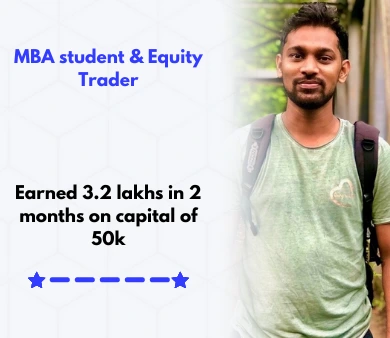 MBA student & Equity
Trader
Earned 3.2 lakhs in 2
months on capital of
50k